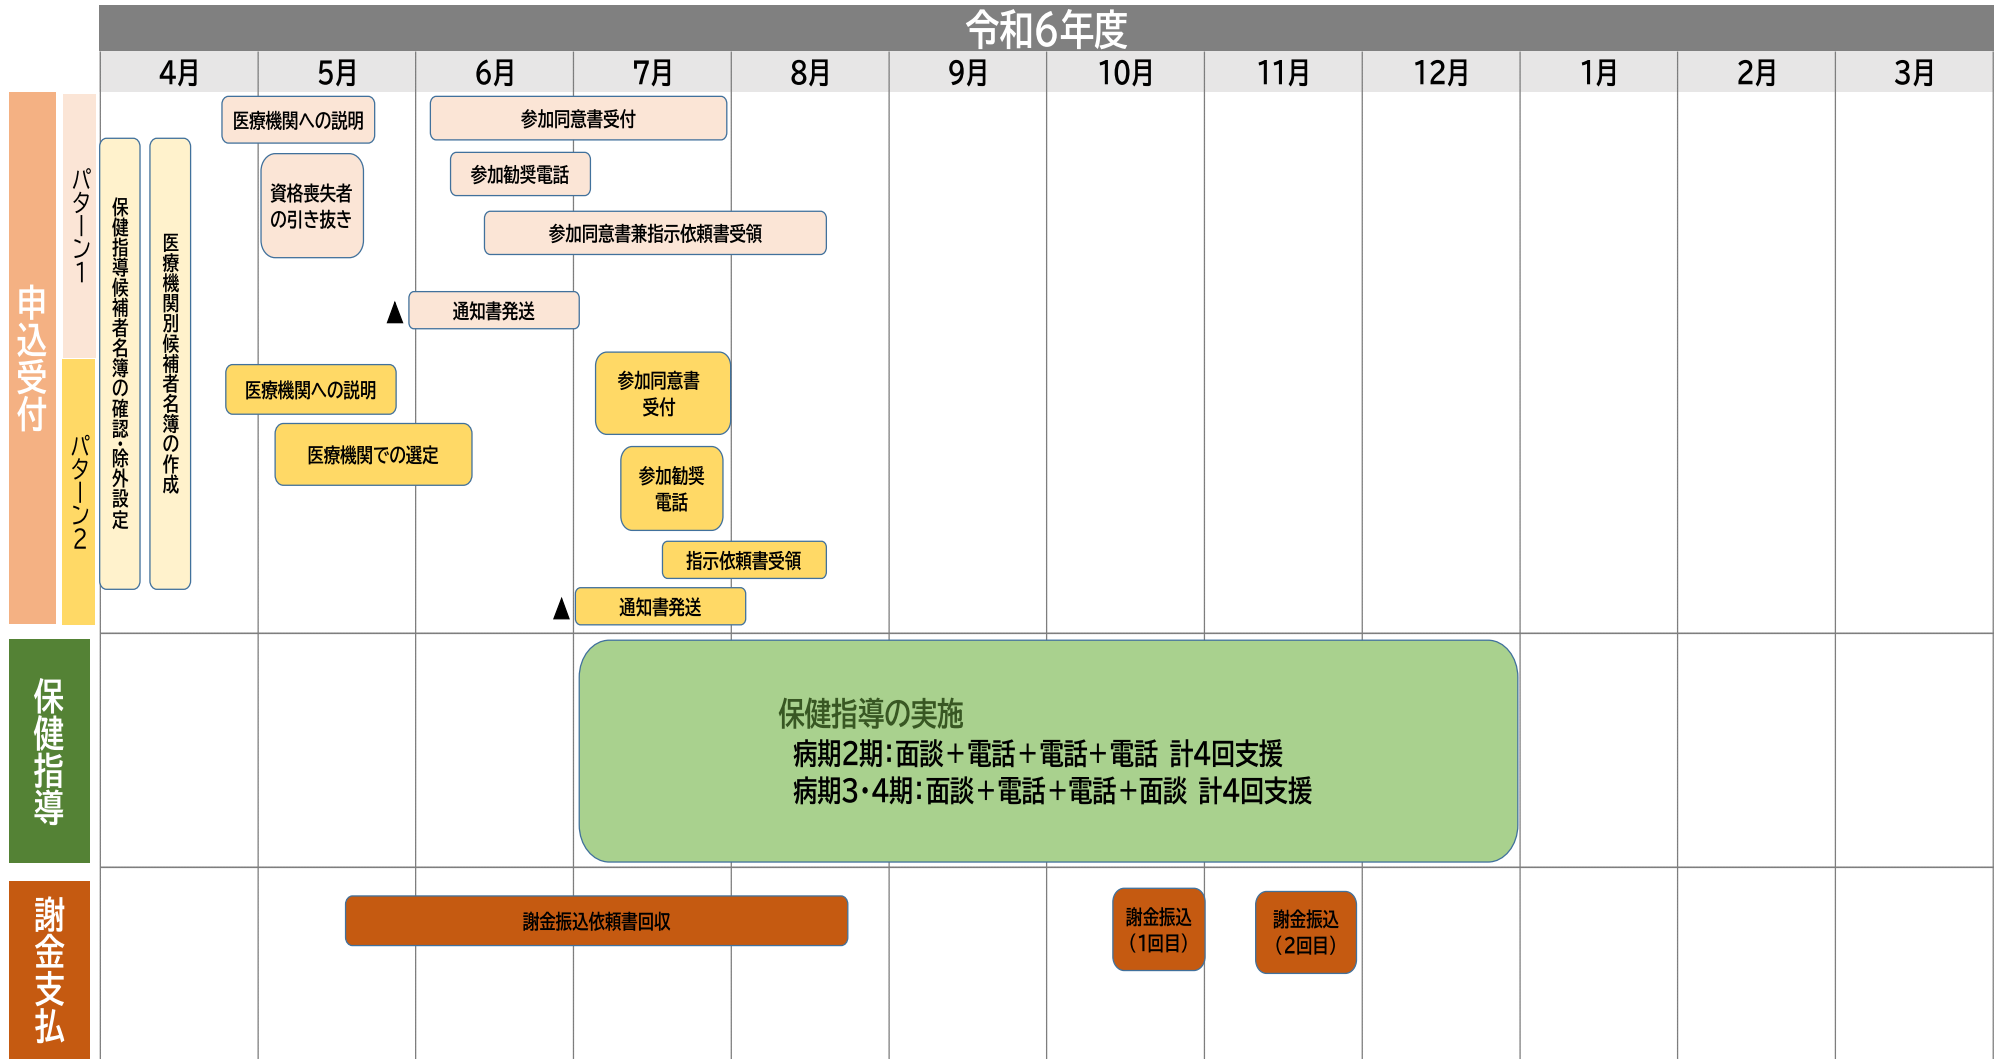 令和6年度
4月 5月 6月 7月 8月 9月 10月 11月 12月 1月 2月 3月
申込受付
パターン1
パターン2
保健指導候補者名簿の確認・除外設定
医療機関別候補者名簿の作成
医療機関への説明
資格喪失者
の引き抜き
参加同意書受付
参加勧奨電話
参加同意書兼指示依頼書受領
▲
通知書発送
医療機関への説明
医療機関での選定
参加同意書
受付
参加勧奨
電話
指示依頼書受領
▲
通知書発送
保健指導
保健指導の実施
病期2期：面談＋電話＋電話＋電話 計4回支援
病期3・4期：面談＋電話＋電話＋面談 計4回支援
謝金支払
謝金振込依頼書回収
謝金振込
（1回目）
謝金振込
（2回目）